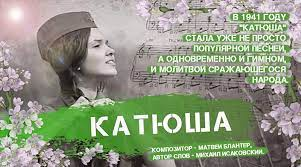 В 1941 ГОДУ
"КАТЮША"
СТАЛА УЖЕ НЕ ПРОСТО
ПОПУЛЯРНОЙ ПЕСНЕЙ,
А ОДНОВРЕМЕННО И ГИМНОМ,
И МОЛИТВОЙ СРАЖАЮЩЕГОСЯ
НАРОДА.
КАТЮША
КОМПОЗИТОР - МАТВЕЙ БЛАНТЕР,
АВТОР СЛОВ - МИХАИЛ ИСАКОВСКИЙ.